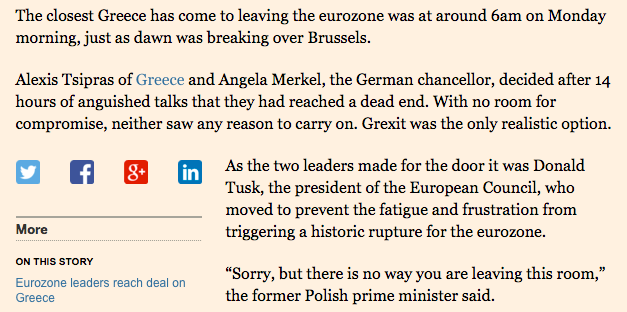 The closest Greece has come to leaving the eurozone was at around 6am on Monday
morning, just as dawn was breaking over Brussels.
Alexis Tsipras of Greece and Angela Merkel, the German chancellor, decided after 14
hours of anguished talks that they had reached a dead end. With no room for
compromise, neither saw any reason to carry on. Grexit was the only realistic option.
f
g+
in
More
ON THIS STORY
Eurozone leaders reach deal on
Greece
As the two leaders made for the door it was Donald
Tusk, the president of the European Council, who
moved to prevent the fatigue and frustration from
triggering a historic rupture for the eurozone.
“Sorry, but there is no way you are leaving this room,”
the former Polish prime minister said.